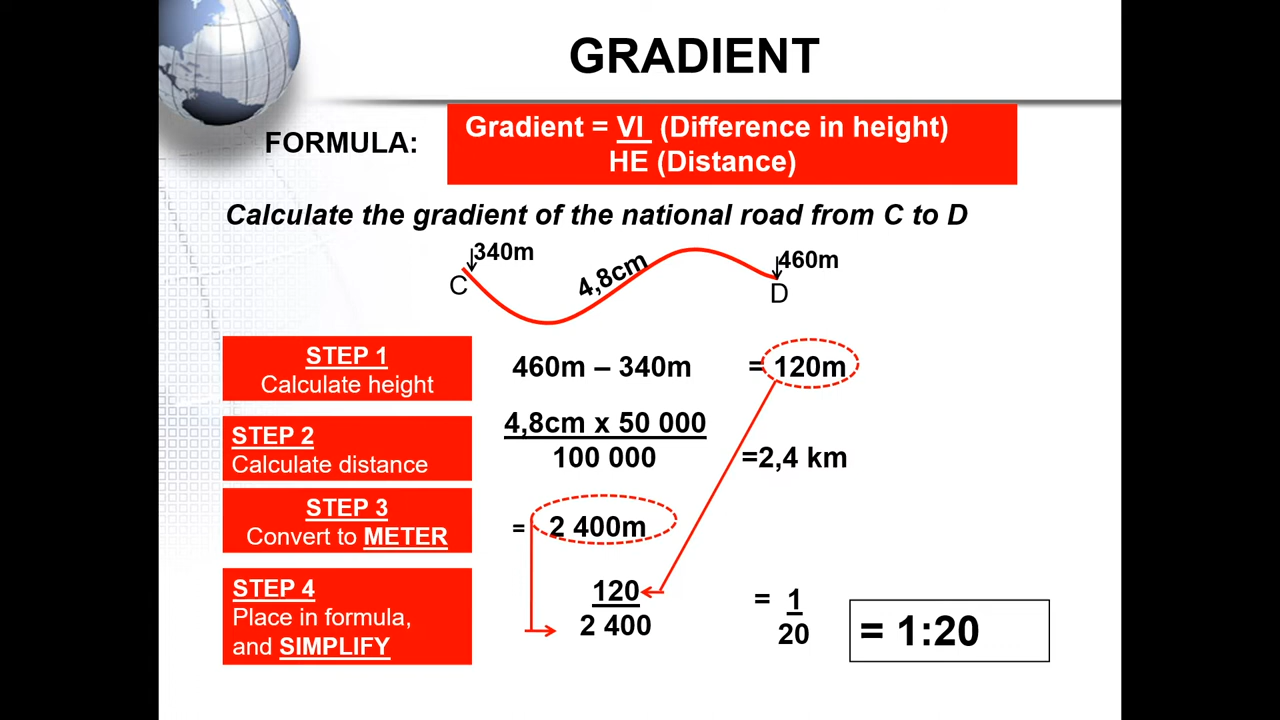 GRADIENT
FORMULA:
Gradient = VI (Difference in height)
HE (Distance)
Calculate the gradient of the national road from C to D
340m
C
4,8cm
460m
D
STEP 1
Calculate height
460m – 340m = 120m
STEP 2
Calculate distance
4,8cm x 50 000
100 000
=2,4 km
STEP 3
Convert to METER
= 2 400m
STEP 4
Place in formula,
and SIMPLIFY
120
2 400
= 1
20
= 1:20